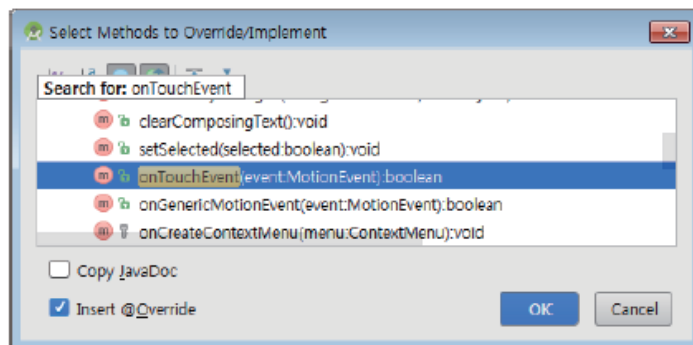 Select Methods to Override/Implement
Search for: onTouchEvent
clearComposingText():void
setSelected(selected:boolean):void
onTouchEvent(event:MotionEvent):boolean
onGenericMotionEvent(event:MotionEvent):boolean
onCreateContextMenu(menu:ContextMenu):void
Copy JavaDoc
Insert @Override
OK
Cancel